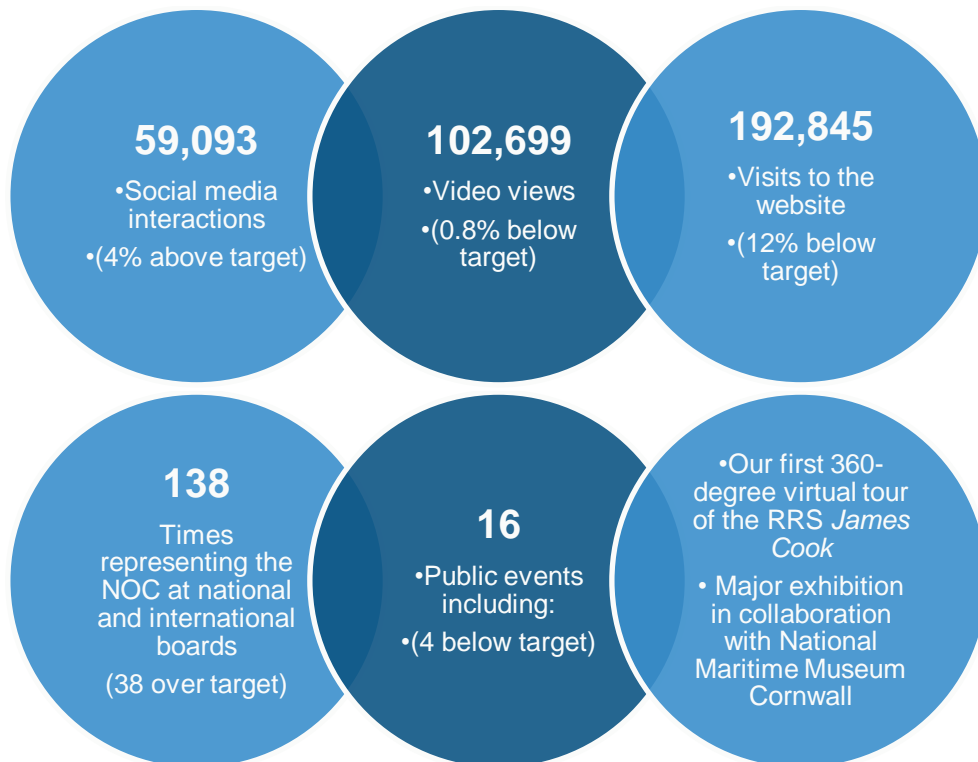 59,093
•Social media
interactions
•(4% above target)
102,699
•Video views
•(0.8% below
target)
192,845
•Visits to the
website
•(12% below
target)
138
Times
representing the
NOC at national
and international
boards
(38 over target)
16
•Public events
including:
•(4 below target)
•Our first 360-
degree virtual tour
of the RRS James
Cook
• Major exhibition
in collaboration
with National
Maritime Museum
Cornwall